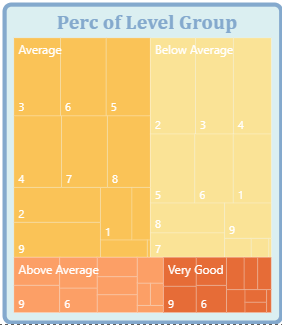 Perc of Level Group
Average
3 6 5
4 7 8
2
1
9
Below Average
2 3 4
5 6 1
8
9
7
Above Average
9 6
Very Good
9 6